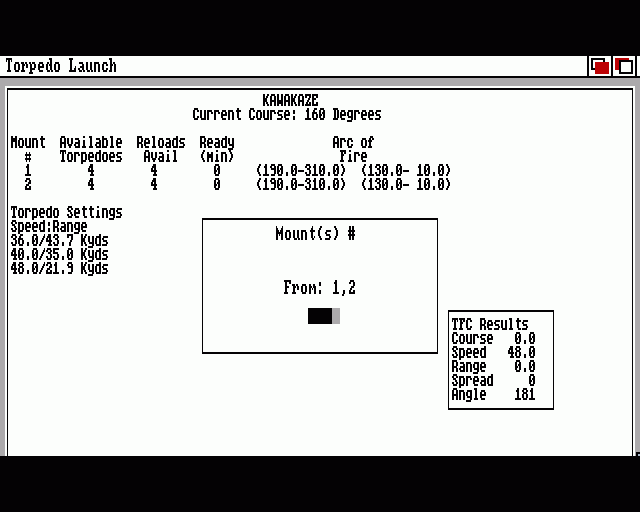 Torpedo Launch
KAWAKAZE
Current Course: 160 Degrees
Mount Available Reloads Ready Arc of
# Torpedoes Avail (Min) Fire
1 4 4 0 (190.0-310.0) (130.0- 10.0)
2 4 4 0 (190.0-310.0) (130.0- 10.0)
Torpedo Settings
Speed:Range
36.0/43.7 Kyds
40.0/35.0 Kyds
48.0/21.9 Kyds
Mount(s) #
From: 1,2
TFC Results
Course 0.0
Speed 48.0
Range 0.0
Spread 0
Angle 181